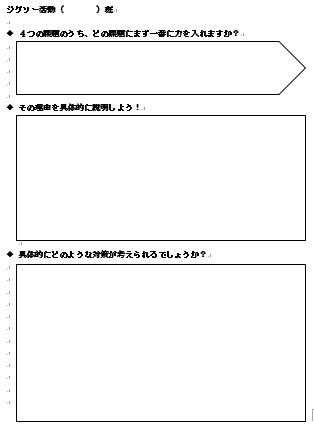 ジグソー活動（　　　　）班
◆ ４つの課題のうち、どの課題にまず一番に力を入れますか？
◆ その理由を具体的に説明しよう！
◆ 具体的にどのような対策が考えられるでしょうか？